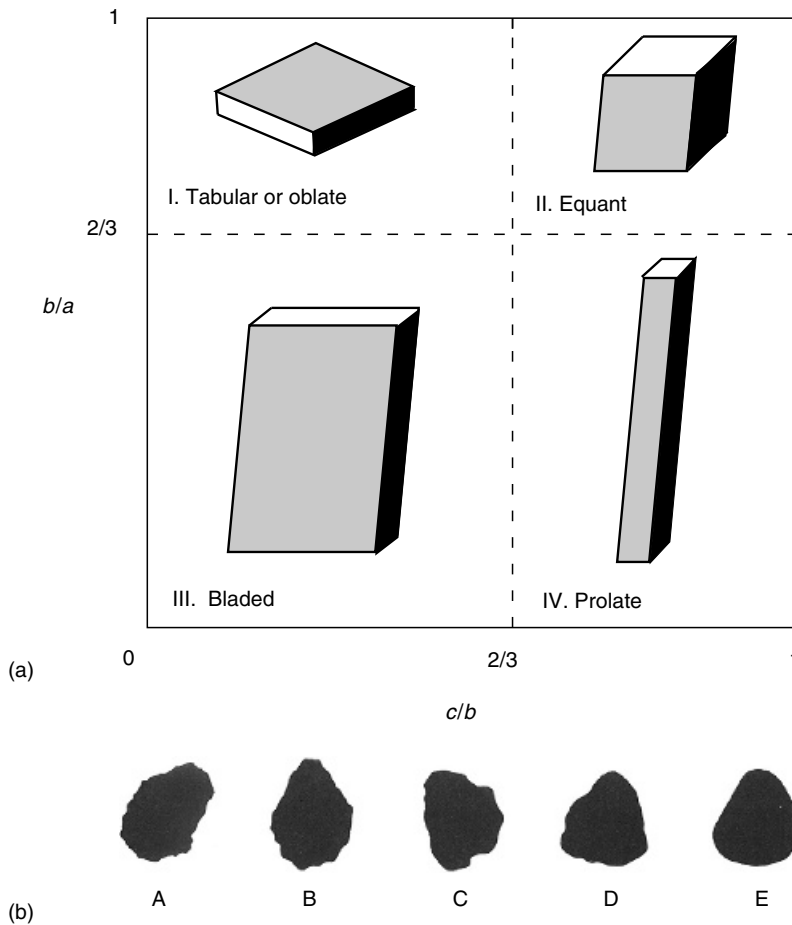 1
I. Tabular or oblate
II. Equant
2/3
b/a
III. Bladed
IV. Prolate
0
2/3
(a)
c/b
A
B
C
D
E
(b)